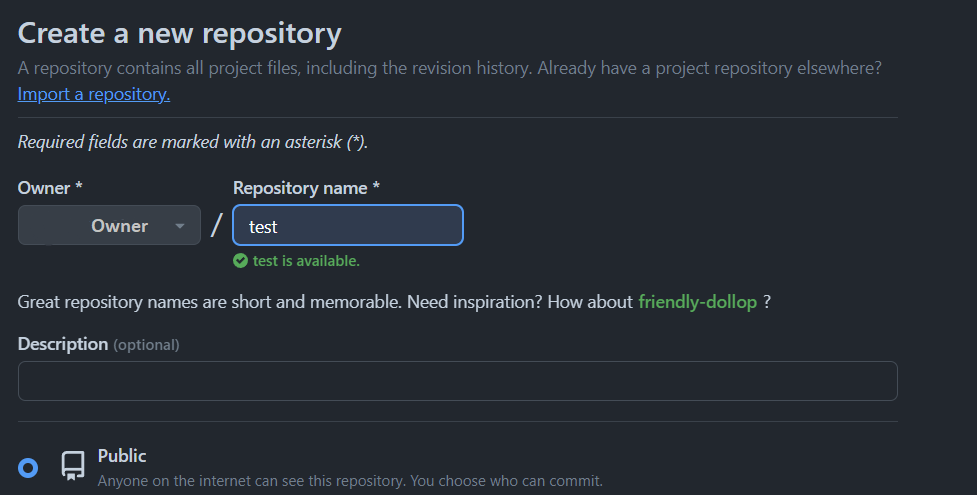 Create a new repository
A repository contains all project files, including the revision history. Already have a project repository elsewhere?
Import a repository.
Required fields are marked with an asterisk (*).
Owner *
Repository name *
Owner
/
test
test is available.
Great repository names are short and memorable. Need inspiration? How about friendly-dollop ?
Description (optional)
Public
Anyone on the internet can see this repository. You choose who can commit.